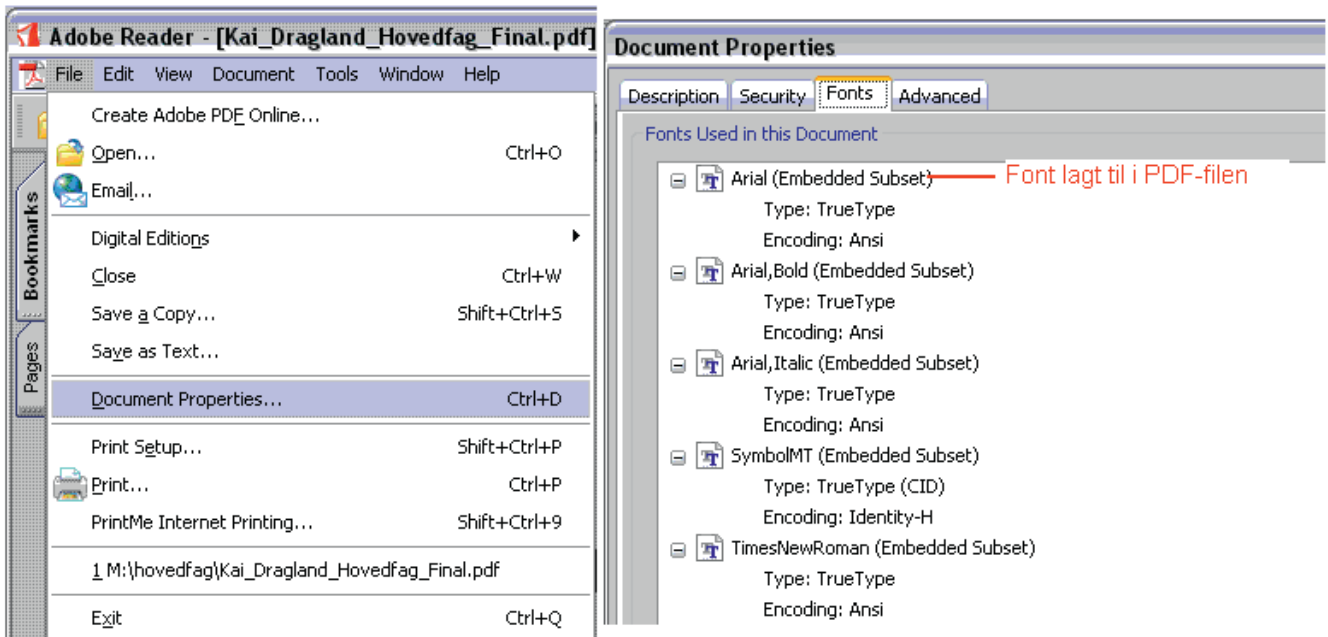 Adobe Reader - [Kai_Dragland_Hovedfag_Final.pdf]
File Edit View Document Tools Window Help
Create Adobe PDF Online...
Open... Ctrl+O
Email...
Digital Editions
Close Ctrl+W
Save a Copy... Shift+Ctrl+S
Save as Text...
Document Properties... Ctrl+D
Print Setup... Shift+Ctrl+P
Print... Ctrl+P
PrintMe Internet Printing... Shift+Ctrl+9
1 M:\hovedfag\Kai_Dragland_Hovedfag_Final.pdf
Exit Ctrl+Q
Bookmarks
Pages
Document Properties
Description Security Fonts Advanced
Fonts Used in this Document
Arial (Embedded Subset) Font lagt til i PDF-filen
Type: TrueType
Encoding: Ansi
Arial,Bold (Embedded Subset)
Type: TrueType
Encoding: Ansi
Arial,Italic (Embedded Subset)
Type: TrueType
Encoding: Ansi
SymbolMT (Embedded Subset)
Type: TrueType (CID)
Encoding: Identity-H
TimesNewRoman (Embedded Subset)
Type: TrueType
Encoding: Ansi